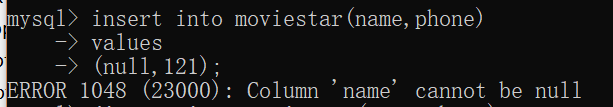 mysql> insert into moviestar(name,phone)
    -> values
    -> (null,121);
ERROR 1048 (23000): Column 'name' cannot be null